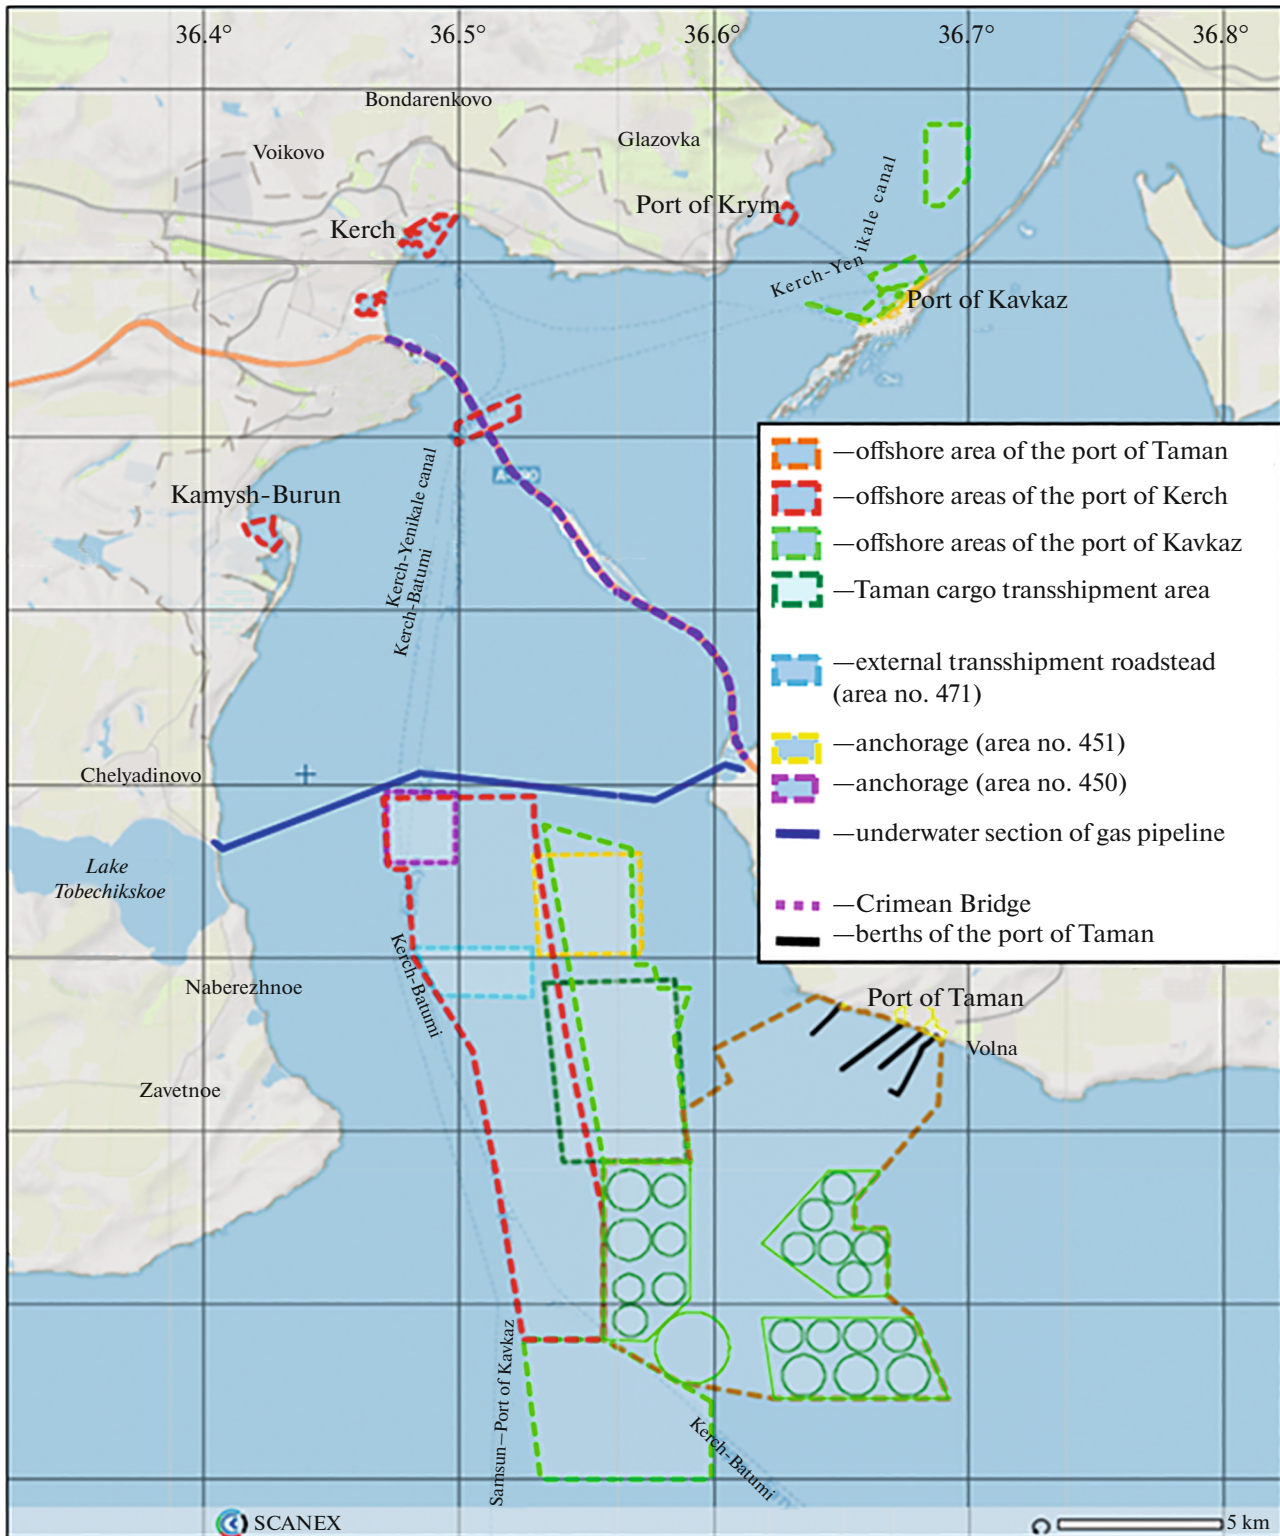 36.4°
36.5°
36.6°
36.7°
36.8°
Bondarenkovo
Glazovka
Voikovo
Port of Krym
Kerch
Kerch-Yenikale canal
Port of Kavkaz
—offshore area of the port of Taman
—offshore areas of the port of Kerch
—offshore areas of the port of Kavkaz
—Taman cargo transshipment area
—external transshipment roadstead
(area no. 471)
—anchorage (area no. 451)
—anchorage (area no. 450)
—underwater section of gas pipeline
—Crimean Bridge
—berths of the port of Taman
Kamysh-Burun
Kerch-Yenikale canal
Kerch-Batumi
Chelyadinovo
Lake
Tobechikskoe
Kerch-Batumi
Naberezhnoe
Port of Taman
Volna
Zavetnoe
Samsun–Port of Kavkaz
Kerch-Batumi
SCANEX
5 km